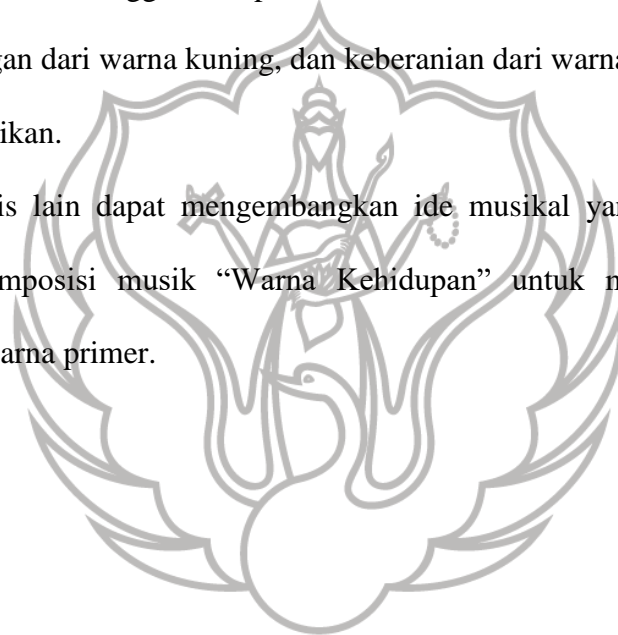 gan dari warna kuning, dan keberanian dari warna
ikan.
is lain dapat mengembangkan ide musikal yan
mposisi musik “Warna Kehidupan” untuk m
arna primer.